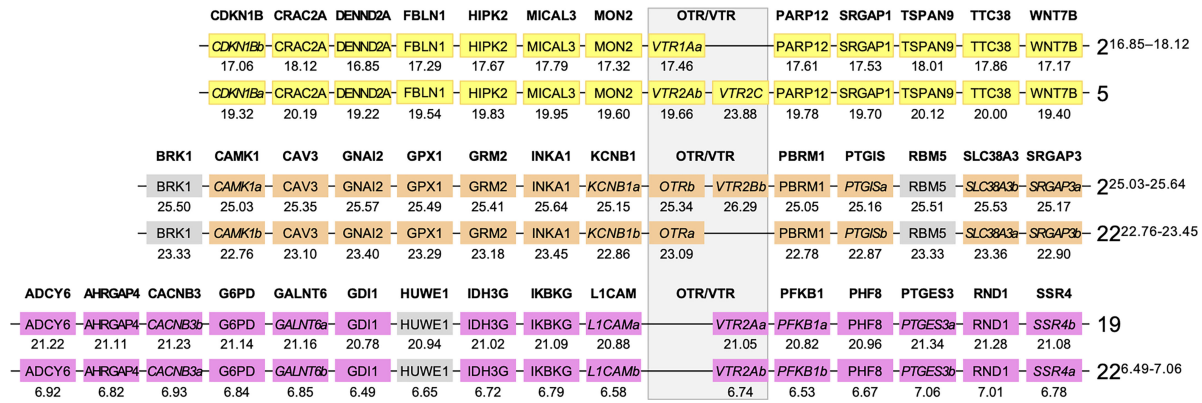 CDKN1B CRAC2A DENND2A FBLN1 HIPK2 MICAL3 MON2 OTR/VTR PARP12 SRGAP1 TSPAN9 TTC38 WNT7B
CDKN1Bb CRAC2A DENND2A FBLN1 HIPK2 MICAL3 MON2 VTR1Aa PARP12 SRGAP1 TSPAN9 TTC38 WNT7B 2 16.85–18.12
17.06 18.12 16.85 17.29 17.67 17.79 17.32 17.46 17.61 17.53 18.01 17.86 17.17
CDKN1Ba CRAC2A DENND2A FBLN1 HIPK2 MICAL3 MON2 VTR2Ab VTR2C PARP12 SRGAP1 TSPAN9 TTC38 WNT7B 5
19.32 20.19 19.22 19.54 19.83 19.95 19.60 19.66 23.88 19.78 19.70 20.12 20.00 19.40
BRK1 CAMK1 CAV3 GNAI2 GPX1 GRM2 INKA1 KCNB1 OTR/VTR PBRM1 PTGIS RBM5 SLC38A3 SRGAP3
BRK1 CAMK1a CAV3 GNAI2 GPX1 GRM2 INKA1 KCNB1a OTRb VTR2Bb PBRM1 PTGISa RBM5 SLC38A3b SRGAP3a 2 25.03-25.64
25.50 25.03 25.35 25.57 25.49 25.41 25.64 25.15 25.34 26.29 25.05 25.16 25.51 25.53 25.17
BRK1 CAMK1b CAV3 GNAI2 GPX1 GRM2 INKA1 KCNB1b OTRa PBRM1 PTGISb RBM5 SLC38A3a SRGAP3b 22 22.76-23.45
23.33 22.76 23.10 23.40 23.28 23.18 23.45 22.86 23.09 22.78 22.87 23.33 23.36 22.90
ADCY6 AHRGAP4 CACNB3 G6PD GALNT6 GDI1 HUWE1 IDH3G IKBKG L1CAM OTR/VTR PFKB1 PHF8 PTGES3 RND1 SSR4
ADCY6 AHRGAP4 CACNB3b G6PD GALNT6a GDI1 HUWE1 IDH3G IKBKG L1CAMa VTR2Aa PFKB1a PHF8 PTGES3a RND1 SSR4b 19
21.22 21.11 21.23 21.14 21.16 20.78 20.94 21.02 21.09 20.88 21.05 20.82 20.96 21.34 21.28 21.08
ADCY6 AHRGAP4 CACNB3a G6PD GALNT6b GDI1 HUWE1 IDH3G IKBKG L1CAMb VTR2Ab PFKB1b PHF8 PTGES3b RND1 SSR4a 22 6.49-7.06
6.92 6.82 6.93 6.84 6.85 6.49 6.65 6.72 6.79 6.58 6.74 6.53 6.67 7.06 7.01 6.78